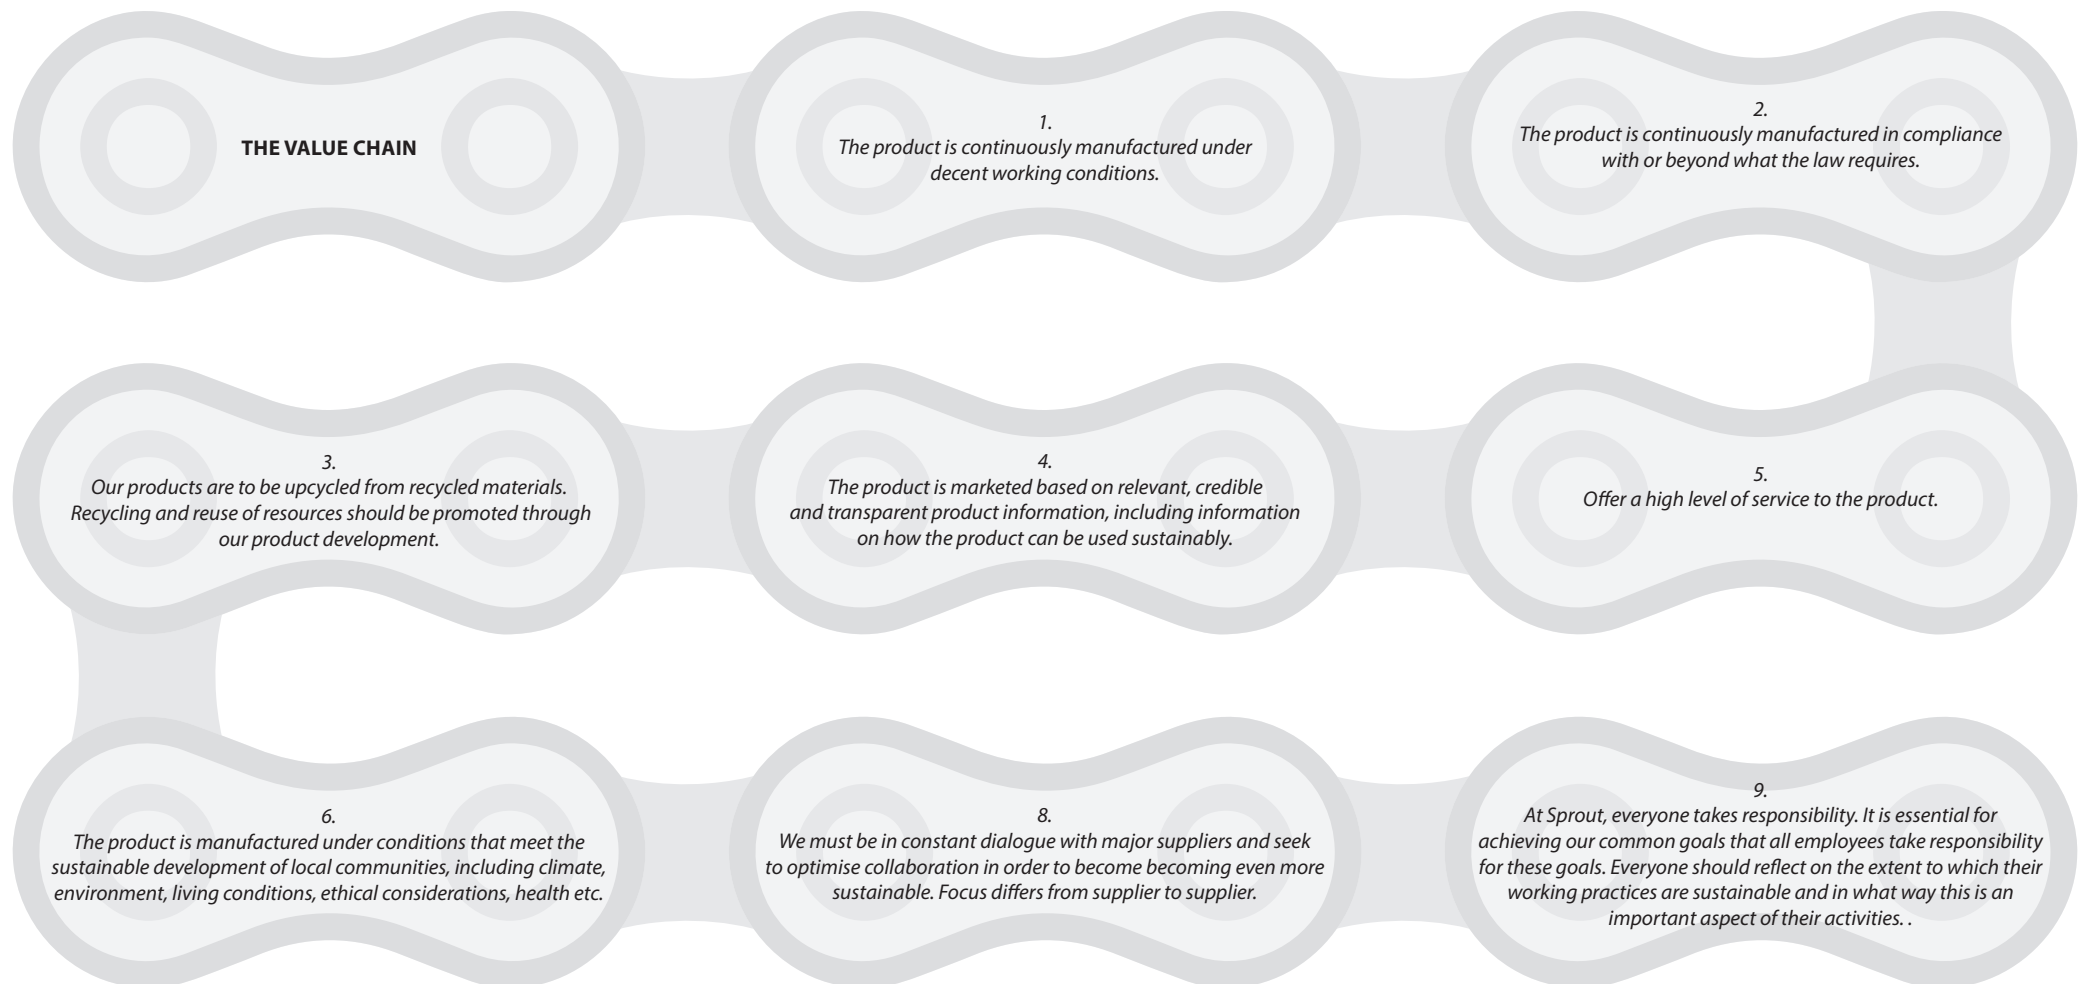 THE VALUE CHAIN
1.
The product is continuously manufactured under
decent working conditions.
2.
The product is continuously manufactured in compliance
with or beyond what the law requires.
3.
Our products are to be upcycled from recycled materials.
Recycling and reuse of resources should be promoted through
our product development.
4.
The product is marketed based on relevant, credible
and transparent product information, including information
on how the product can be used sustainably.
5.
Offer a high level of service to the product.
6.
The product is manufactured under conditions that meet the
sustainable development of local communities, including climate,
environment, living conditions, ethical considerations, health etc.
8.
We must be in constant dialogue with major suppliers and seek
to optimise collaboration in order to become becoming even more
sustainable. Focus differs from supplier to supplier.
9.
At Sprout, everyone takes responsibility. It is essential for
achieving our common goals that all employees take responsibility
for these goals. Everyone should reflect on the extent to which their
working practices are sustainable and in what way this is an
important aspect of their activities. .